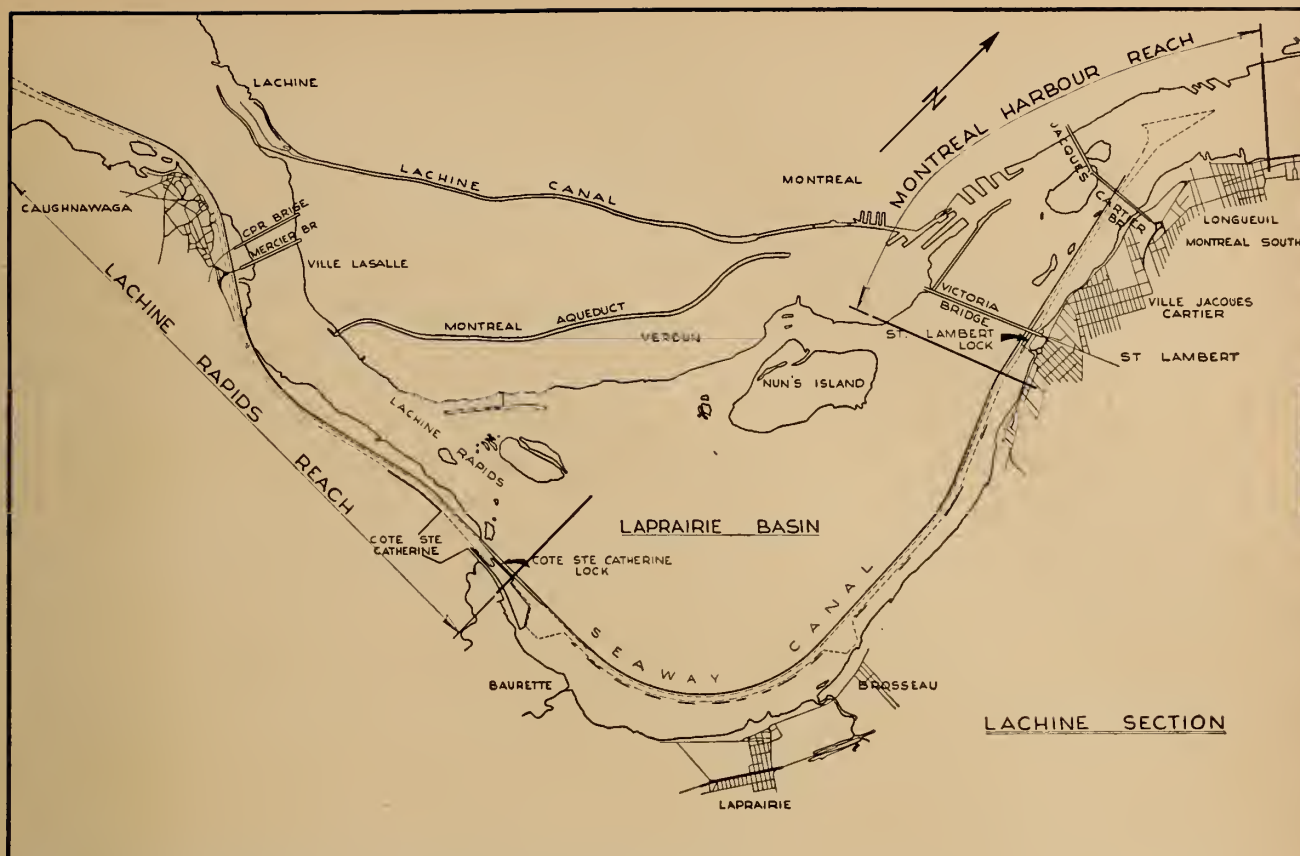 LACHINE
N
MONTREAL HARBOUR REACH
JACQUES CARTIER BR
LACHINE CANAL
MONTREAL
CAUGHNAWAGA
CPR BRISE
MERCIER BR
VILLE LASALLE
LONGUEUIL
MONTREAL SOUTH
LACHINE RAPIDS REACH
MONTREAL AQUEDUCT
VERDUN
VICTORIA
BRIDGE
VILLE JACQUES
CARTIER
ST. LAMBERT
LOCK
ST LAMBERT
NUN'S ISLAND
LACHINE RAPIDS
LAPRAIRIE BASIN
COTE STE
CATHERINE
COTE STE CATHERINE
LOCK
SEAWAY CANAL
BAURETTE
BROSSEAU
LACHINE SECTION
LAPRAIRIE